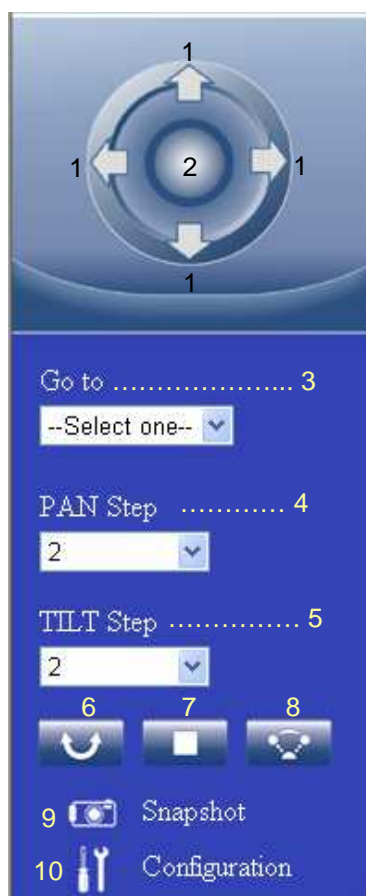 1
1 2 1
1
Go to ………………... 3
--Select one--
PAN Step ………… 4
2
TILT Step …………… 5
2
6 7 8
9 Snapshot
10 Configuration